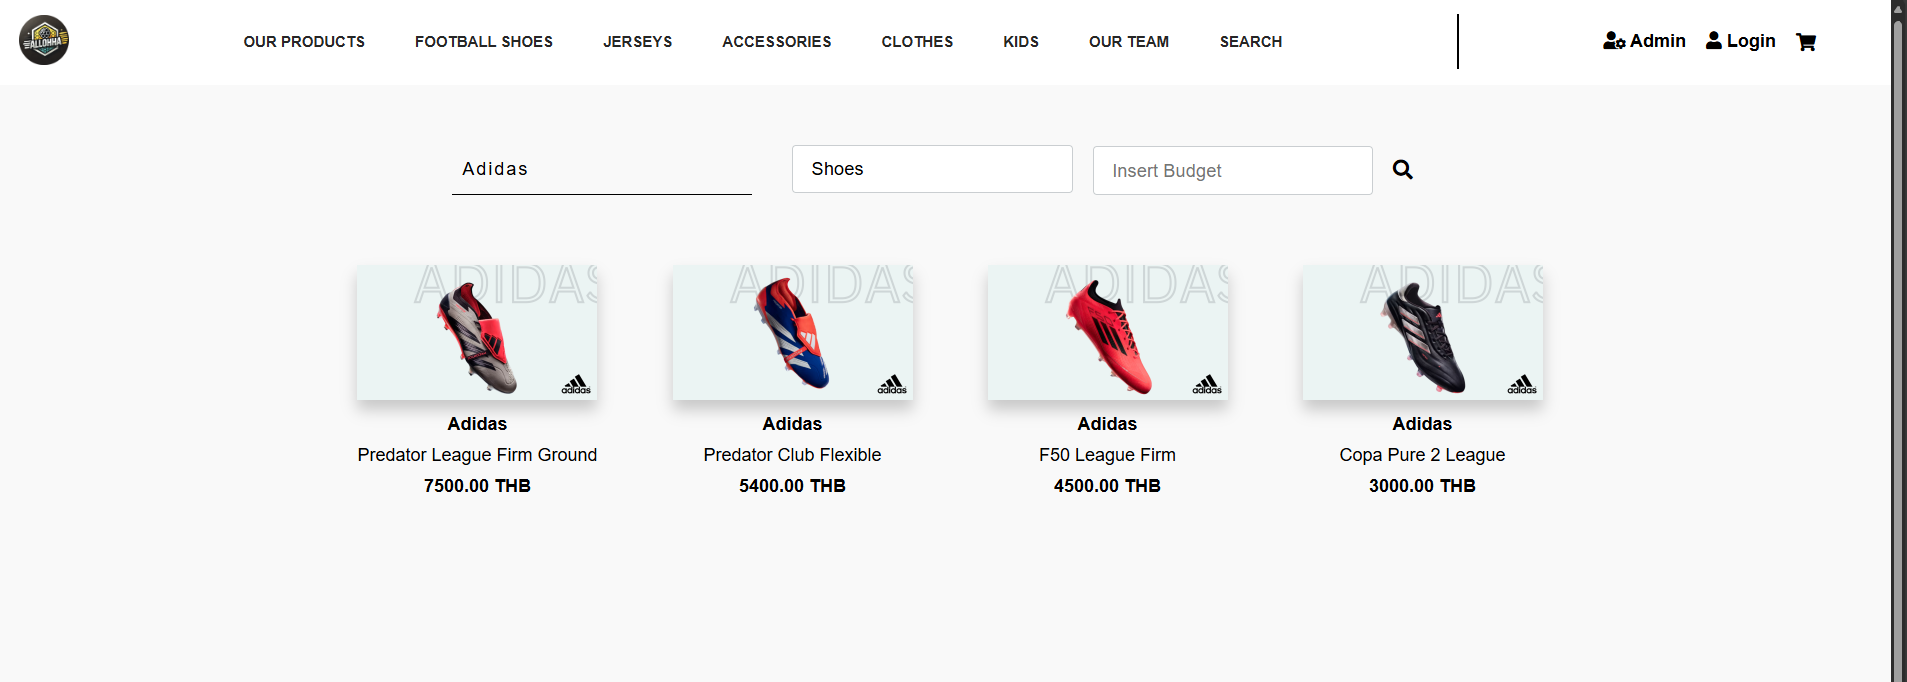 ALLOHHA
OUR PRODUCTS FOOTBALL SHOES JERSEYS ACCESSORIES CLOTHES KIDS OUR TEAM SEARCH
Admin Login
Adidas Shoes Insert Budget
ADIDAS ADIDAS ADIDAS ADIDAS
adidas adidas adidas adidas
Adidas Adidas Adidas Adidas
Predator League Firm Ground Predator Club Flexible F50 League Firm Copa Pure 2 League
7500.00 THB 5400.00 THB 4500.00 THB 3000.00 THB